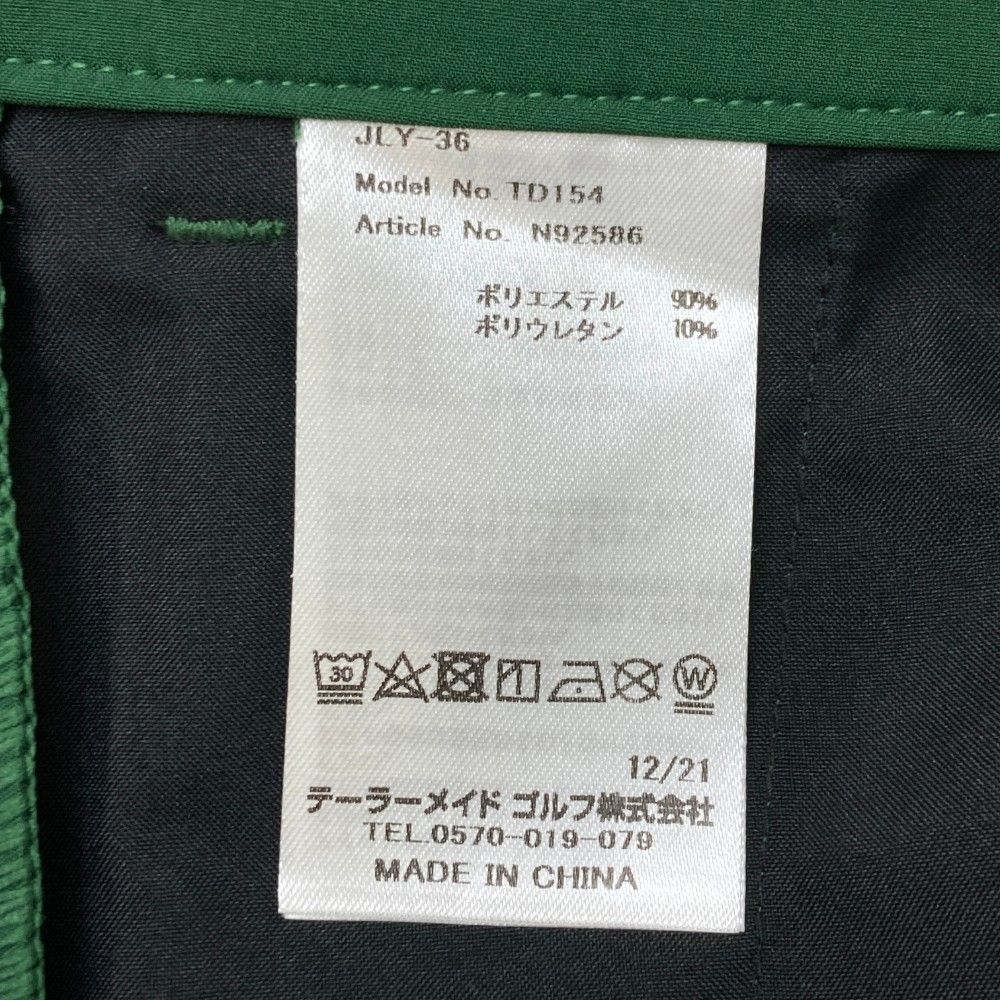 JLY-36
Model No. TD154
Article No. N92586
ポリエステル 90%
ポリウレタン 10%
30 W
12/21
テーラーメイド ゴルフ株式会社
TEL.0570-019-079
MADE IN CHINA